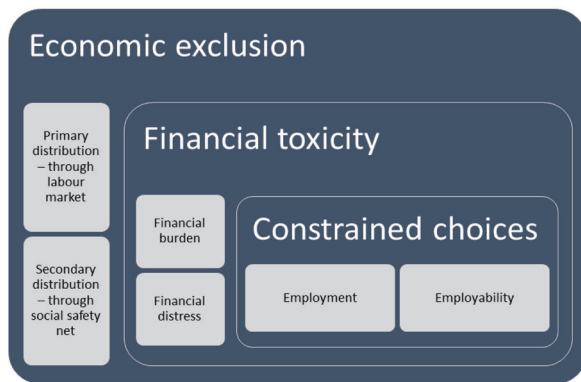 Economic exclusion
Primary
distribution
– through
labour
market
Secondary
distribution
– through
social safety
net
Financial toxicity
Financial
burden
Financial
distress
Constrained choices
Employment
Employability